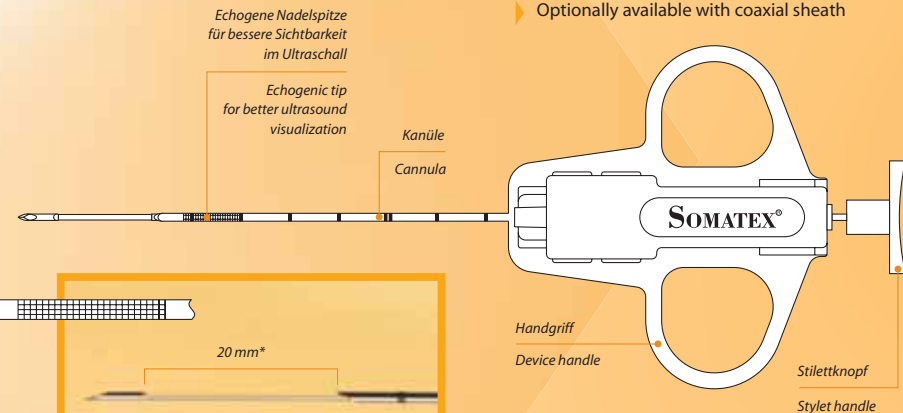 Optionally available with coaxial sheath
Echogene Nadelspitze
für bessere Sichtbarkeit
im Ultraschall
Echogenic tip
for better ultrasound
visualization
Kanüle
Cannula
SOMATEX®
20 mm*
Handgriff
Device handle
Stilettknopf
Stylet handle